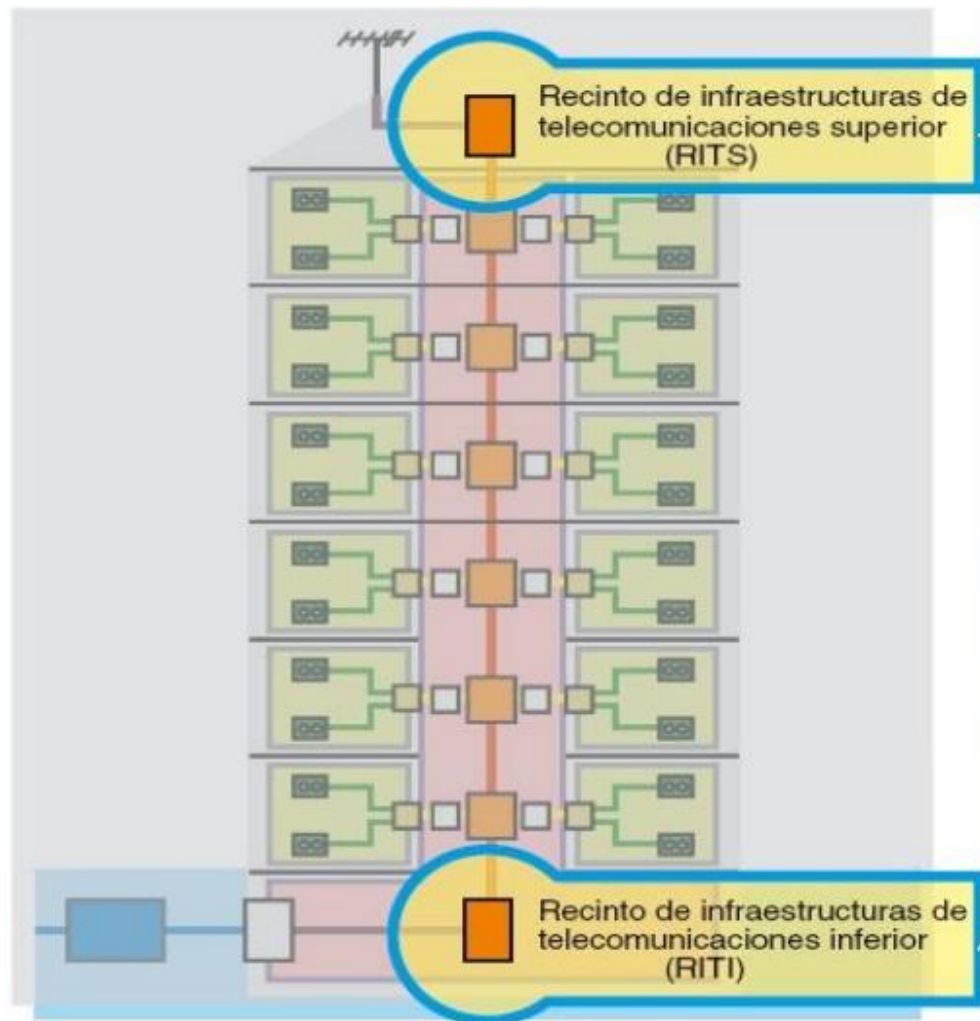 Recinto de infraestructuras de
telecomunicaciones superior
(RITS)
Recinto de infraestructuras de
telecomunicaciones inferior
(RITI)